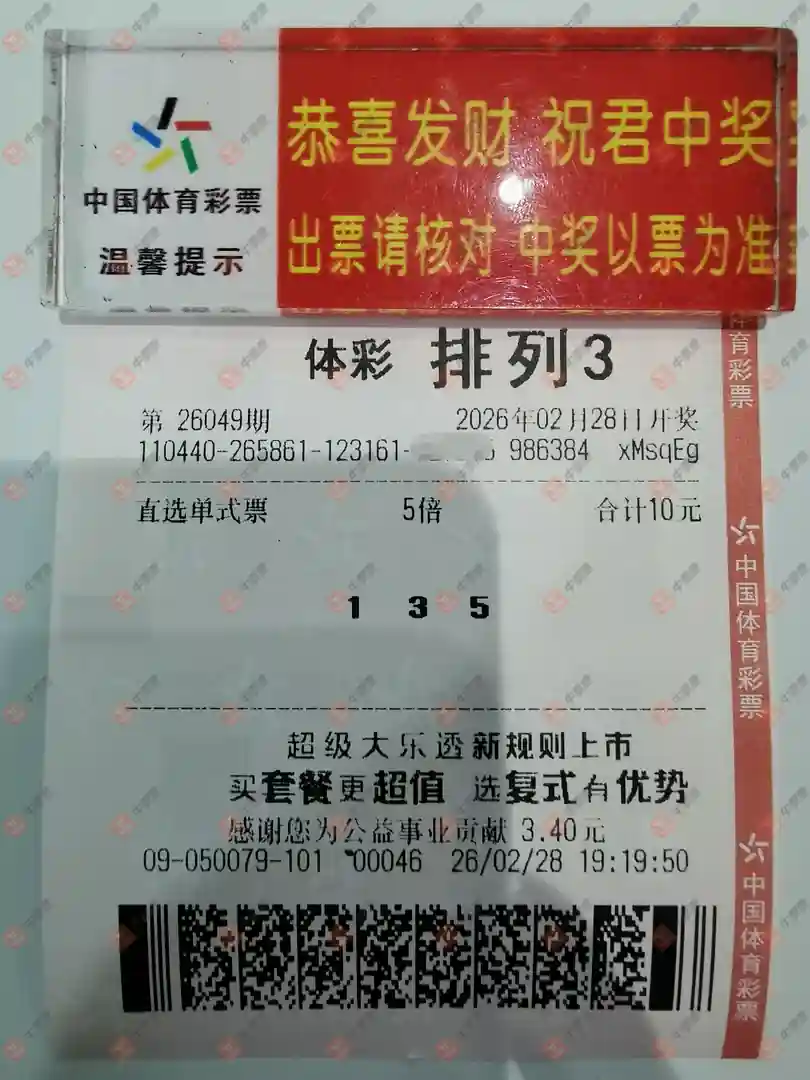 中国体育彩票
温馨提示
恭喜发财 祝君中奖
出票请核对 中奖以票为准
体彩 排列3
第 26049期 2026年02月28日开奖
110440-265861-123161- 986384 xMsqEg
直选单式票 5倍 合计10元
1 3 5
超级大乐透新规则上市
买套餐更超值 选复式有优势
感谢您为公益事业贡献 3.40元
09-050079-101 00046 26/02/28 19:19:50
体育彩票
中国体育彩票
中国体育彩票